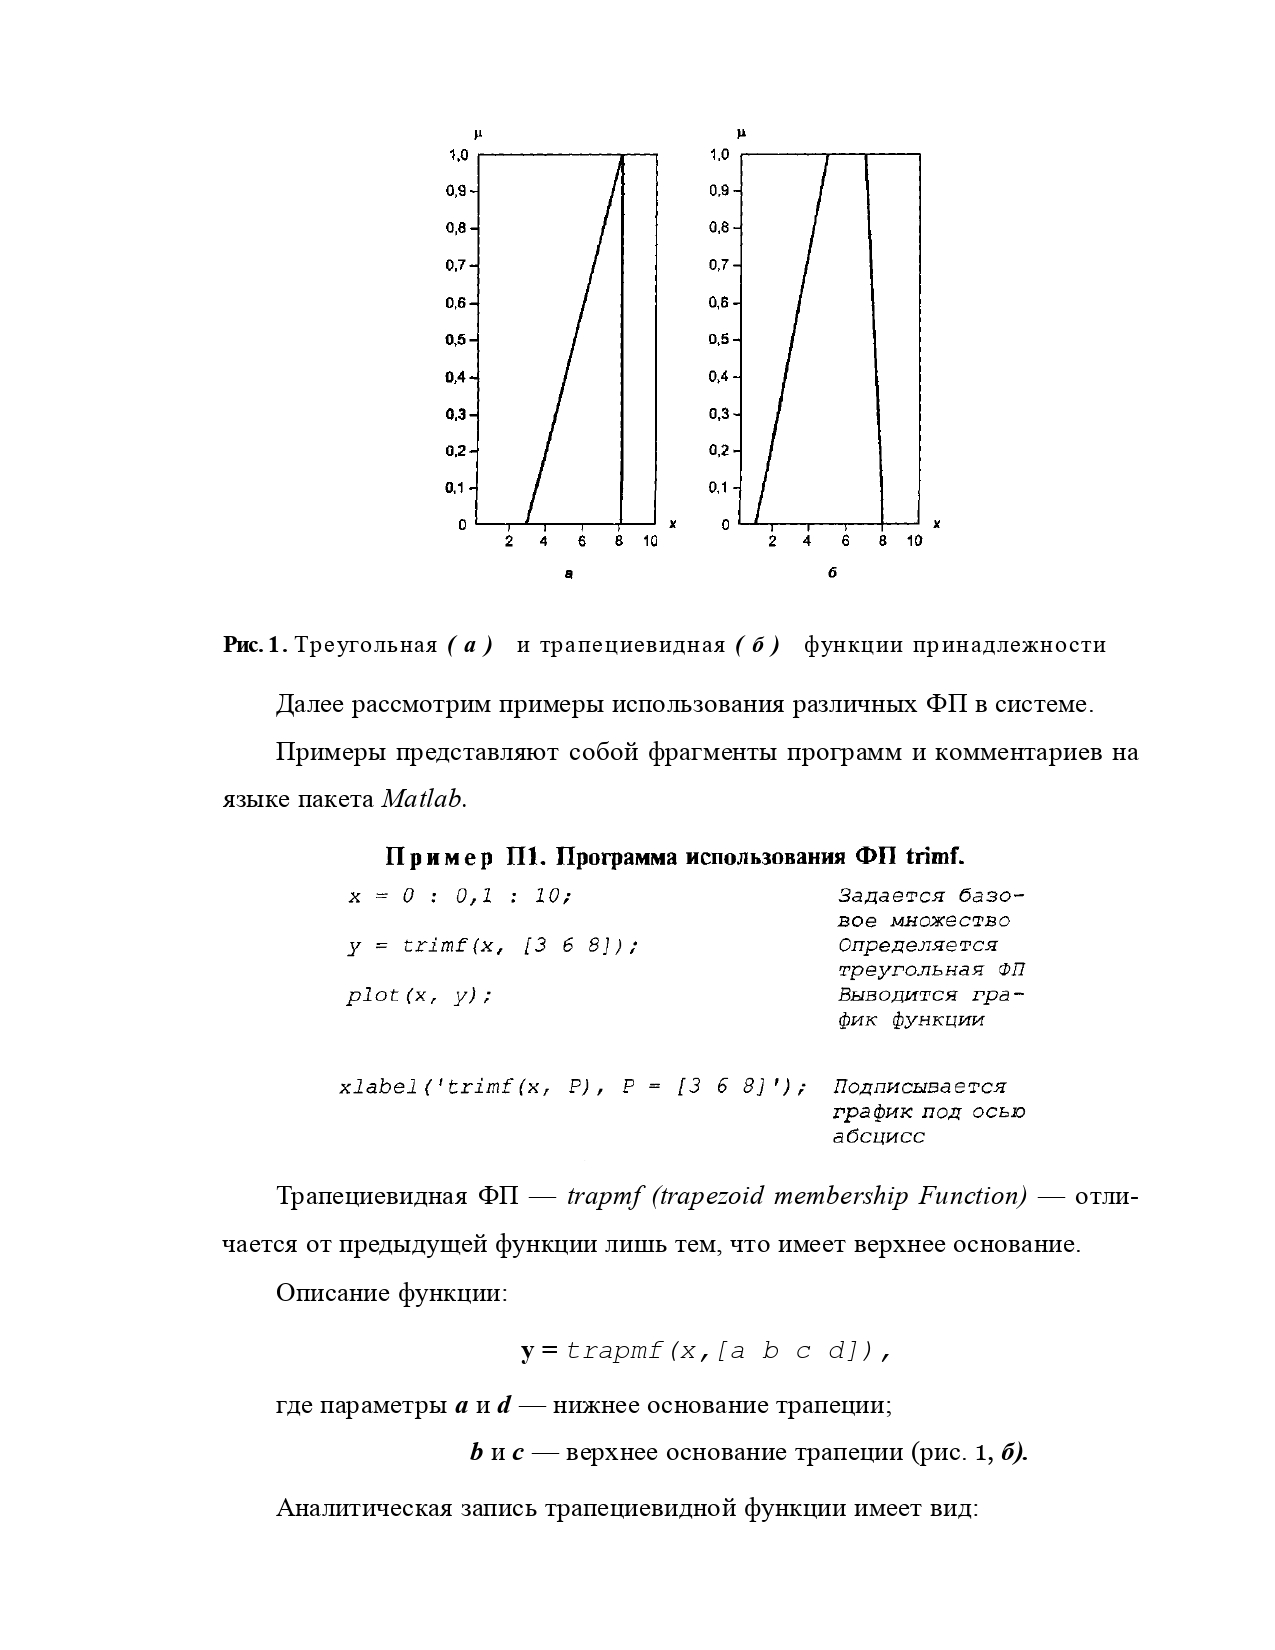 μ
1,0
0,9
0,8
0,7
0,6
0,5
0,4
0,3
0,2
0,1
0
2 4 6 8 10
x
а
μ
1,0
0,9
0,8
0,7
0,6
0,5
0,4
0,3
0,2
0,1
0
2 4 6 8 10
x
б
Рис. 1. Треугольная ( а ) и трапециевидная ( б ) функции принадлежности
Далее рассмотрим примеры использования различных ФП в системе.
Примеры представляют собой фрагменты программ и комментариев на
языке пакета Matlab.
Пример П1. Программа использования ФП trimf.
x = 0 : 0,1 : 10; Задается базо-
вое множество
y = trimf(x, [3 6 8]); Определяется
треугольная ФП
plot(x, y); Выводится гра-
фик функции
xlabel('trimf(x, P), P = [3 6 8]'); Подписывается
график под осью
абсцисс
Трапециевидная ФП — trapmf (trapezoid membership Function) — отли-
чается от предыдущей функции лишь тем, что имеет верхнее основание.
Описание функции:
y = trapmf(x,[a b c d]),
где параметры a и d — нижнее основание трапеции;
b и c — верхнее основание трапеции (рис. 1, б).
Аналитическая запись трапециевидной функции имеет вид: